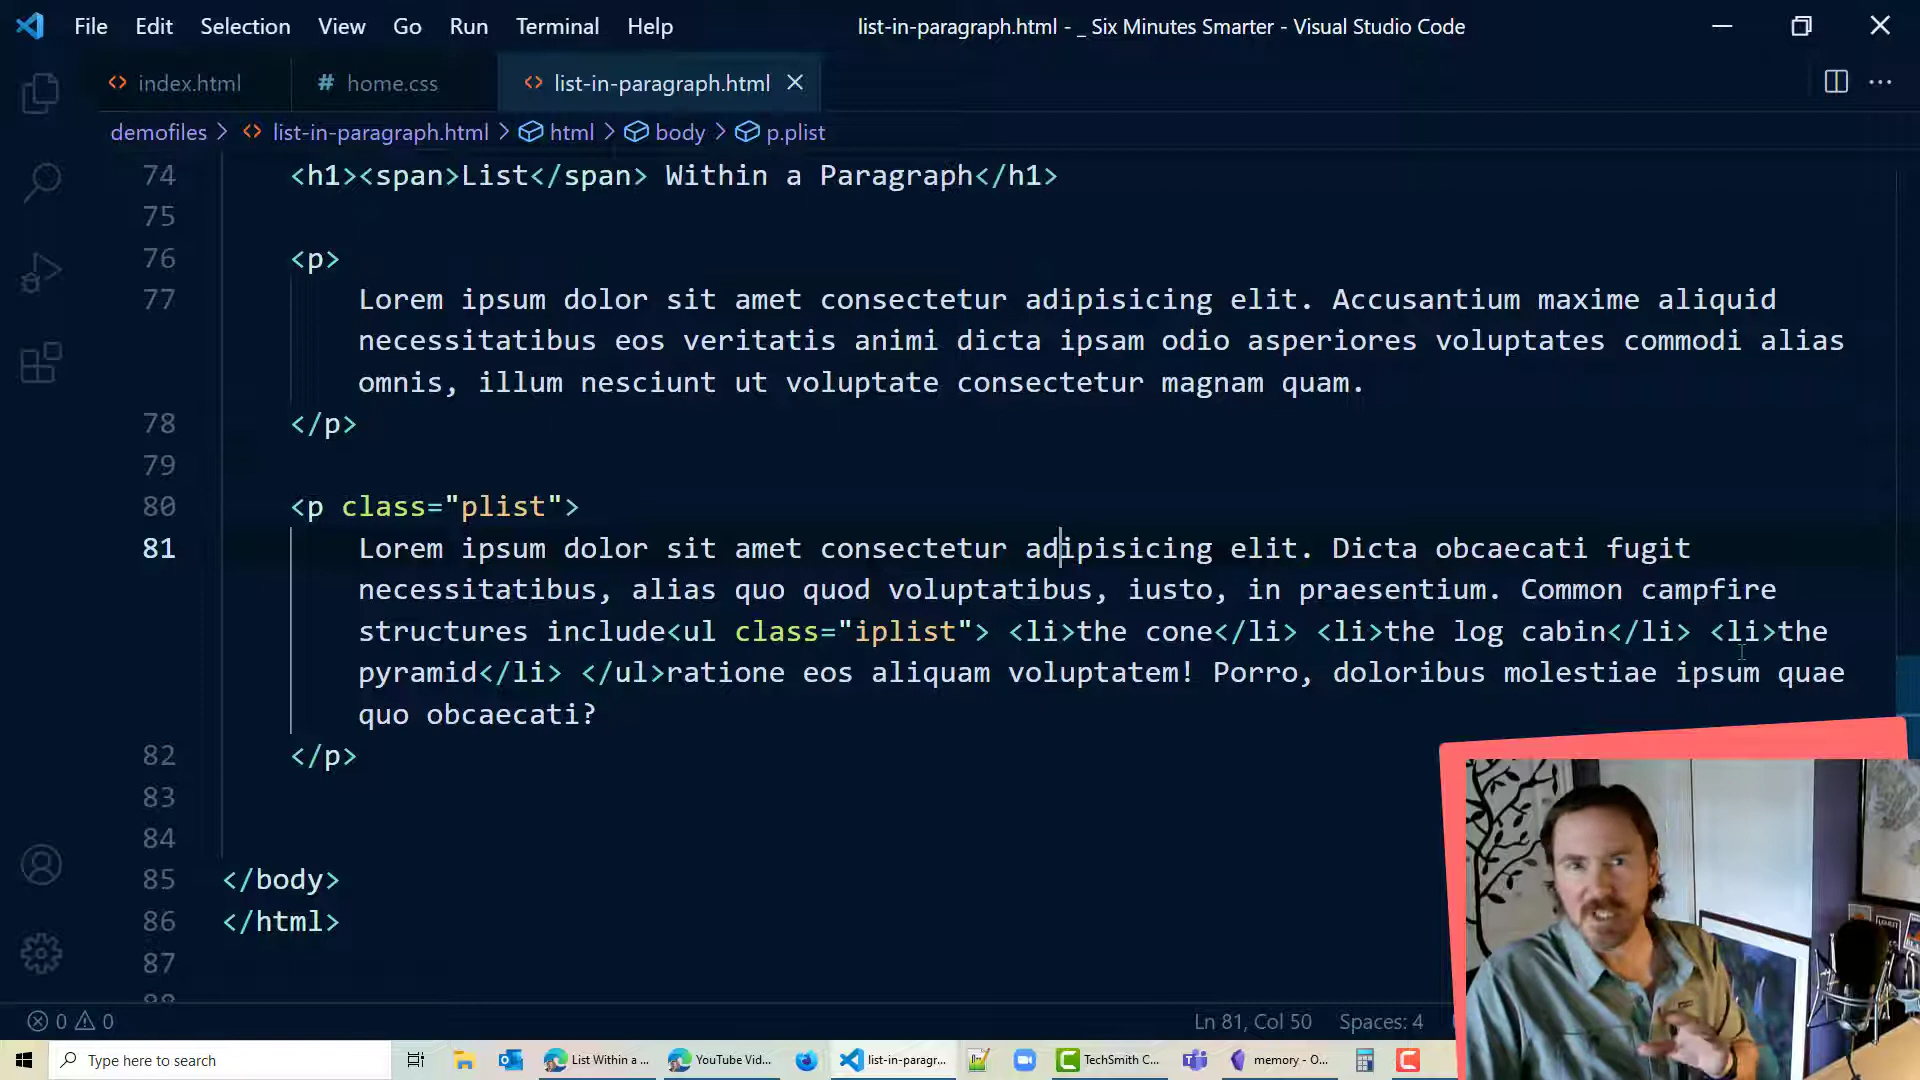 File Edit Selection View Go Run Terminal Help list-in-paragraph.html - _ Six Minutes Smarter - Visual Studio Code
index.html # home.css list-in-paragraph.html
demofiles > list-in-paragraph.html > html > body > p.plist
74 <h1><span>List</span> Within a Paragraph</h1>
75
76 <p>
77 Lorem ipsum dolor sit amet consectetur adipisicing elit. Accusantium maxime aliquid
necessitatibus eos veritatis animi dicta ipsam odio asperiores voluptates commodi alias
omnis, illum nesciunt ut voluptate consectetur magnam quam.
78 </p>
79
80 <p class="plist">
81 Lorem ipsum dolor sit amet consectetur adipisicing elit. Dicta obcaecati fugit
necessitatibus, alias quo quod voluptatibus, iusto, in praesentium. Common campfire
structures include<ul class="iplist"> <li>the cone</li> <li>the log cabin</li> <li>the
pyramid</li> </ul>ratione eos aliquam voluptatem! Porro, doloribus molestiae ipsum quae
quo obcaecati?
82 </p>
83
84
85 </body>
86 </html>
87
88
0 0 Ln 81, Col 50 Spaces: 4
Type here to search List Within a ... YouTube Vid... list-in-paragr... TechSmith C... memory - O...